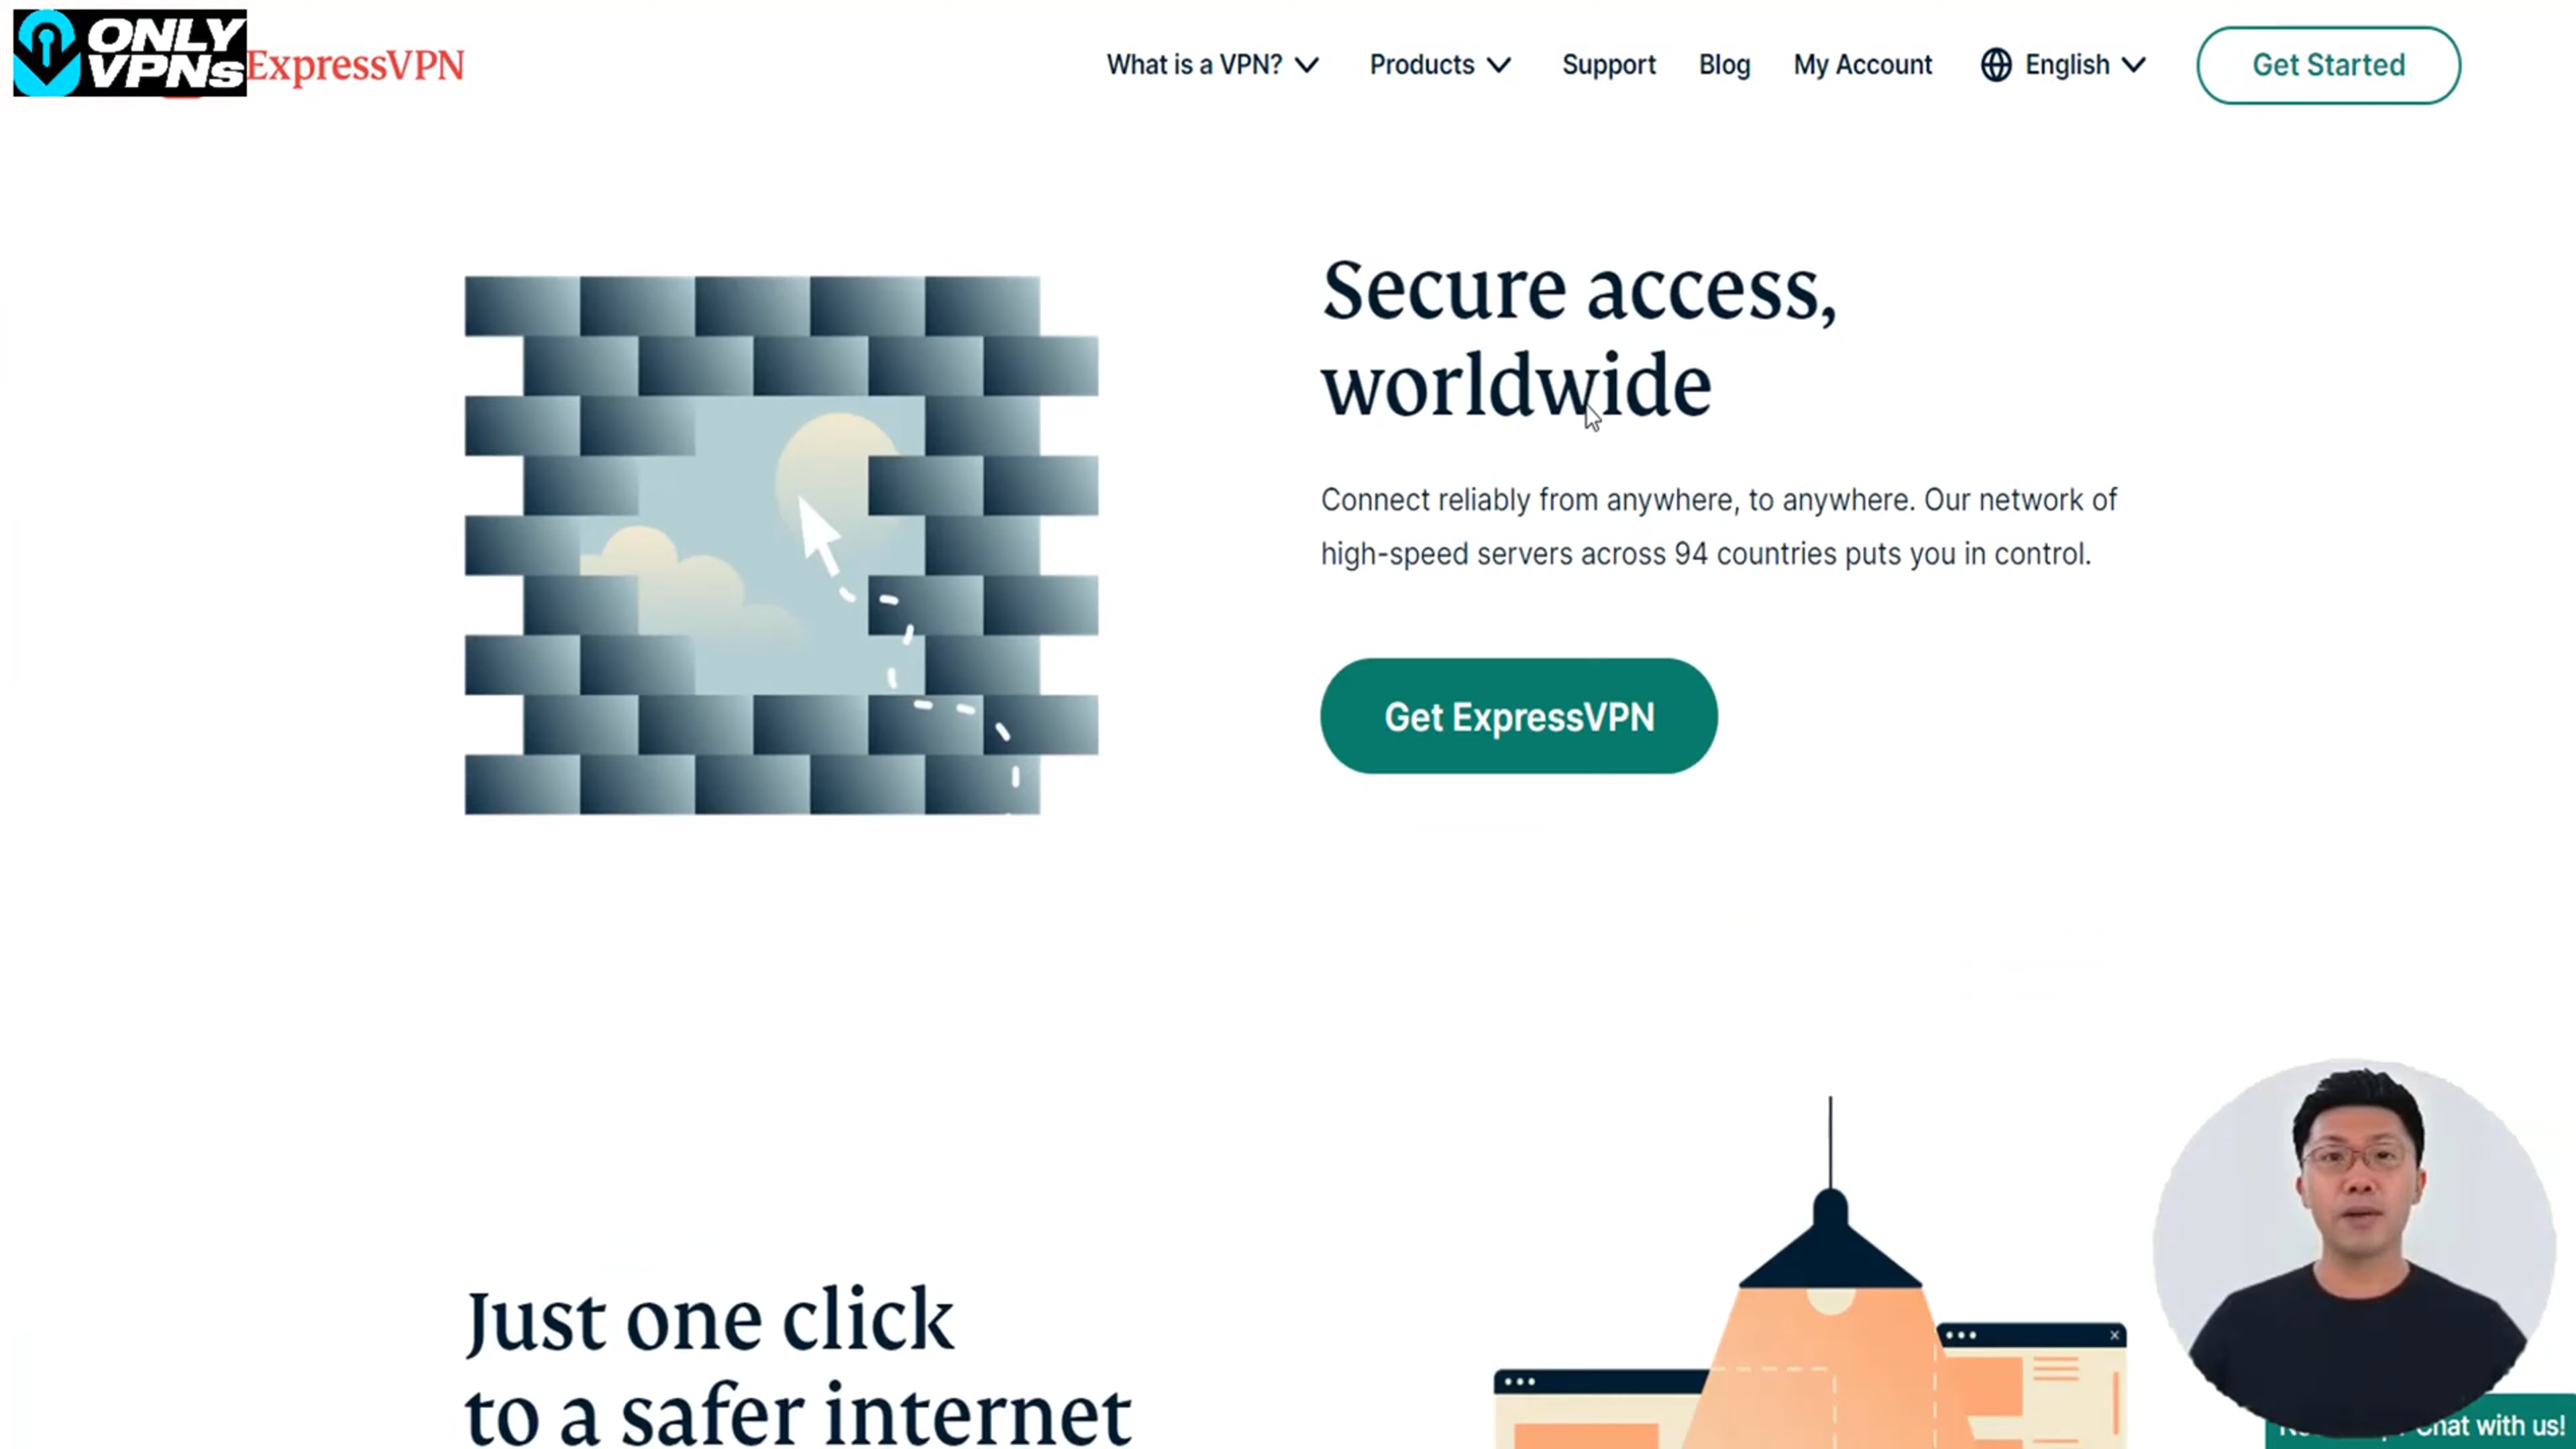 ONLY
VPNs
ExpressVPN
What is a VPN?
Products
Support
Blog
My Account
English
Get Started
Secure access,
worldwide
Connect reliably from anywhere, to anywhere. Our network of
high-speed servers across 94 countries puts you in control.
Get ExpressVPN
Just one click
to a safer internet
with us!